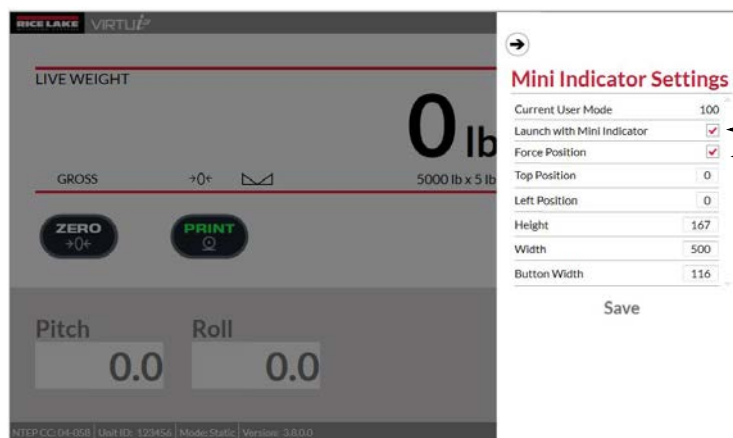 RICE LAKE VIRTUi²
LIVE WEIGHT
0 lb
GROSS →0← 5000 lb x 5 lb
ZERO
→0←
PRINT
Pitch Roll
0.0 0.0
NTEP CC: 04-058 Unit ID: 123456 Mode: Static Version: 3.8.0.0
Mini Indicator Settings
Current User Mode 100
Launch with Mini Indicator
Force Position
Top Position 0
Left Position 0
Height 167
Width 500
Button Width 116
Save